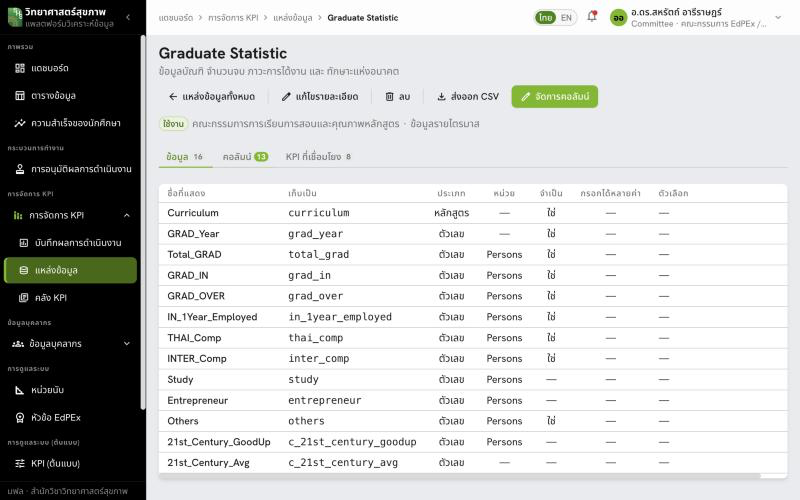 วิทยาศาสตร์สุขภาพ
แพลตฟอร์มวิเคราะห์ข้อมูล
ภาพรวม
แดชบอร์ด
ตารางข้อมูล
ความสำเร็จของนักศึกษา
กระบวนการทำงาน
การอนุมัติผลการดำเนินงาน
การจัดการ KPI
การจัดการ KPI
บันทึกผลการดำเนินงาน
แหล่งข้อมูล
คลัง KPI
ข้อมูลบุคลากร
ข้อมูลบุคลากร
การดูแลระบบ
หน่วยนับ
หัวข้อ EdPEx
การดูแลระบบ (ต้นแบบ)
KPI (ต้นแบบ)
มฟล · สำนักวิชาวิทยาศาสตร์สุขภาพ
แดชบอร์ด > การจัดการ KPI > แหล่งข้อมูล > Graduate Statistic
ไทย EN
ออ
อ.ดร.สหรัตถ์ อารีราษฎร์
Committee · คณะกรรมการ EdPEx /...
Graduate Statistic
ข้อมูลบัณฑิต จำนวนจบ ภาวะการได้งาน และ ทักษะแห่งอนาคต
แหล่งข้อมูลทั้งหมด แก้ไขรายละเอียด ลบ ส่งออก CSV จัดการคอลัมน์
ใช้งาน คณะกรรมการการเรียนการสอนและคุณภาพหลักสูตร · ข้อมูลรายไตรมาส
ข้อมูล 16 คอลัมน์ 13 KPI ที่เชื่อมโยง 8
ชื่อที่แสดง เก็บเป็น ประเภท หน่วย จำเป็น กรอกได้หลายค่า ตัวเลือก
Curriculum curriculum หลักสูตร — ใช่ — —
GRAD_Year grad_year ตัวเลข — ใช่ — —
Total_GRAD total_grad ตัวเลข Persons ใช่ — —
GRAD_IN grad_in ตัวเลข Persons ใช่ — —
GRAD_OVER grad_over ตัวเลข Persons ใช่ — —
IN_1Year_Employed in_1year_employed ตัวเลข Persons ใช่ — —
THAI_Comp thai_comp ตัวเลข Persons ใช่ — —
INTER_Comp inter_comp ตัวเลข Persons ใช่ — —
Study study ตัวเลข Persons — — —
Entrepreneur entrepreneur ตัวเลข Persons — — —
Others others ตัวเลข Persons ใช่ — —
21st_Century_GoodUp c_21st_century_goodup ตัวเลข Persons — — —
21st_Century_Avg c_21st_century_avg ตัวเลข — — — —